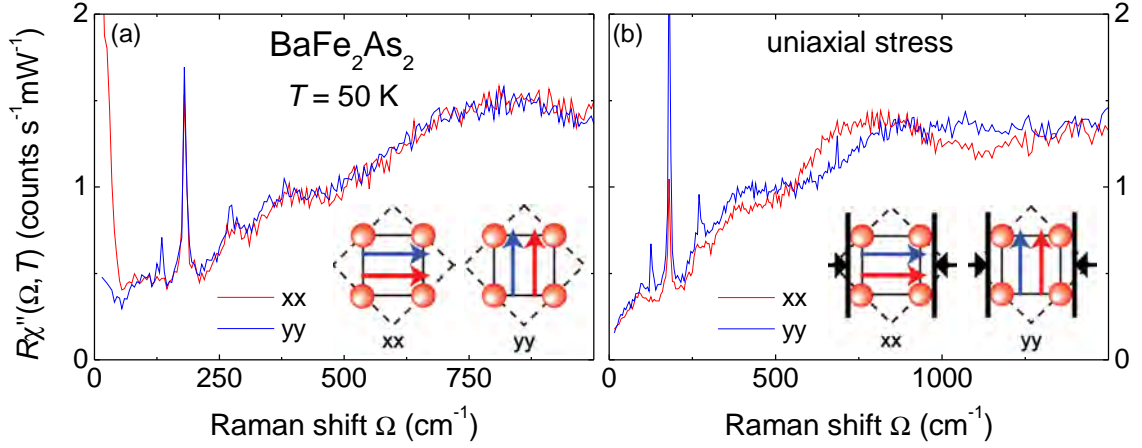 Rχ''(Ω, T) (counts s⁻¹mW⁻¹)
2
1
0
(a)
BaFe₂As₂
T = 50 K
xx
yy
xx
yy
0
250
500
750
Raman shift Ω (cm⁻¹)
(b)
uniaxial stress
xx
yy
xx
yy
0
500
1000
Raman shift Ω (cm⁻¹)
2
1
0